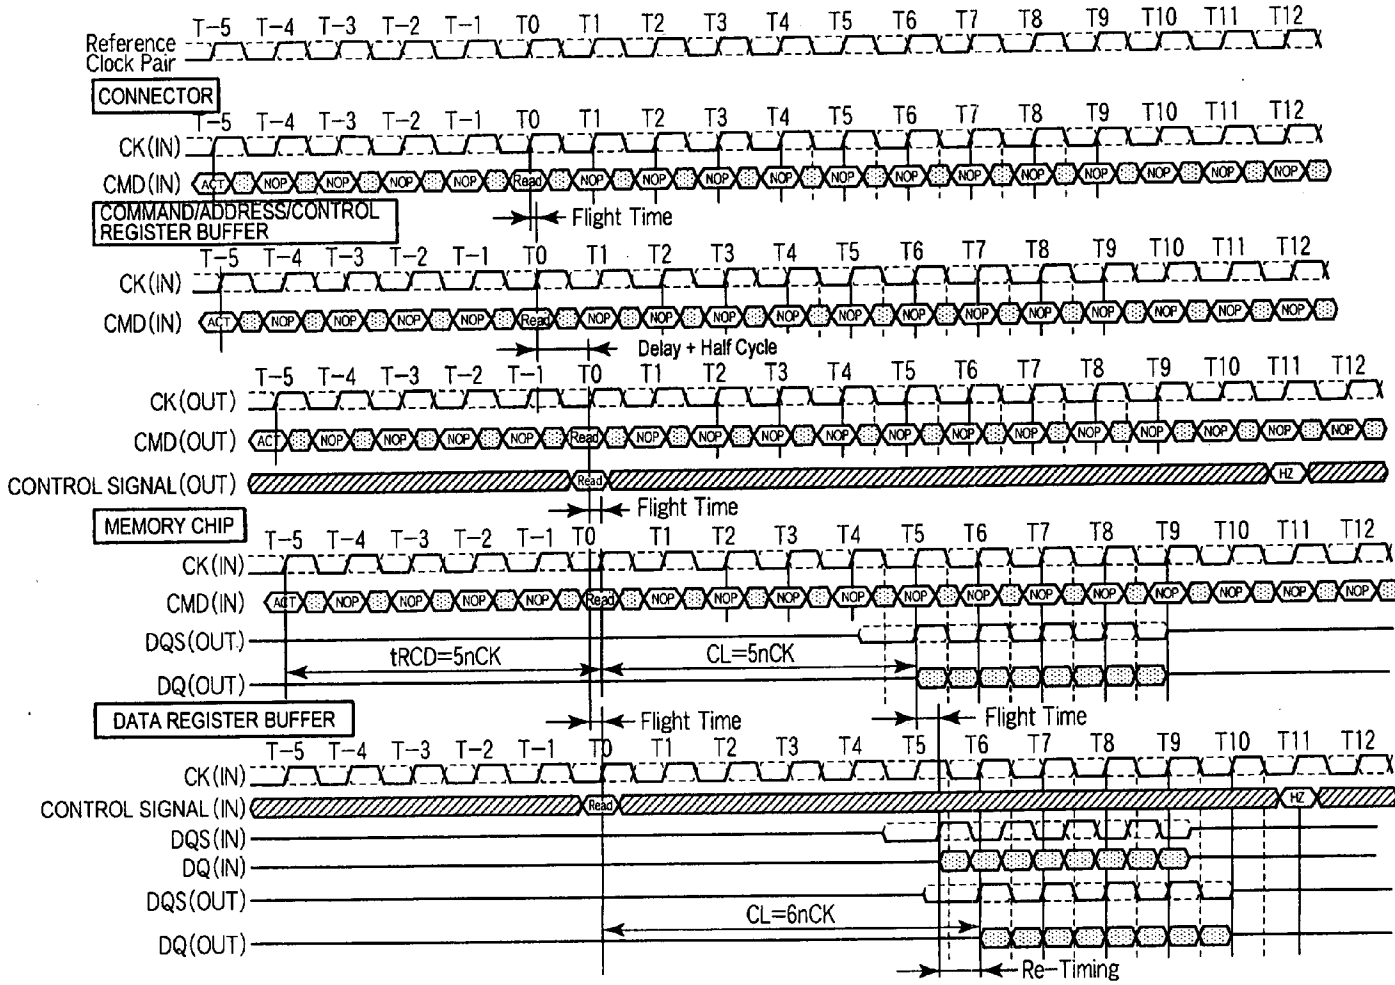 T-5 T-4 T-3 T-2 T-1 T0 T1 T2 T3 T4 T5 T6 T7 T8 T9 T10 T11 T12
Reference
Clock Pair
CONNECTOR
T-5 T-4 T-3 T-2 T-1 T0 T1 T2 T3 T4 T5 T6 T7 T8 T9 T10 T11 T12
CK(IN)
CMD(IN) ACT NOP NOP NOP NOP Read NOP NOP NOP NOP NOP NOP NOP NOP NOP NOP NOP NOP
COMMAND/ADDRESS/CONTROL
REGISTER BUFFER
Flight Time
T-5 T-4 T-3 T-2 T-1 T0 T1 T2 T3 T4 T5 T6 T7 T8 T9 T10 T11 T12
CK(IN)
CMD(IN) ACT NOP NOP NOP NOP Read NOP NOP NOP NOP NOP NOP NOP NOP NOP NOP NOP NOP
Delay + Half Cycle
T-5 T-4 T-3 T-2 T-1 T0 T1 T2 T3 T4 T5 T6 T7 T8 T9 T10 T11 T12
CK(OUT)
CMD(OUT) ACT NOP NOP NOP NOP Read NOP NOP NOP NOP NOP NOP NOP NOP NOP NOP NOP NOP
CONTROL SIGNAL(OUT) Read HZ
Flight Time
MEMORY CHIP
T-5 T-4 T-3 T-2 T-1 T0 T1 T2 T3 T4 T5 T6 T7 T8 T9 T10 T11 T12
CK(IN)
CMD(IN) ACT NOP NOP NOP NOP Read NOP NOP NOP NOP NOP NOP NOP NOP NOP NOP NOP NOP
DQS(OUT)
tRCD=5nCK CL=5nCK
DQ(OUT)
DATA REGISTER BUFFER
Flight Time Flight Time
T-5 T-4 T-3 T-2 T-1 T0 T1 T2 T3 T4 T5 T6 T7 T8 T9 T10 T11 T12
CK(IN)
CONTROL SIGNAL(IN) Read HZ
DQS(IN)
DQ(IN)
DQS(OUT)
CL=6nCK
DQ(OUT)
Re-Timing